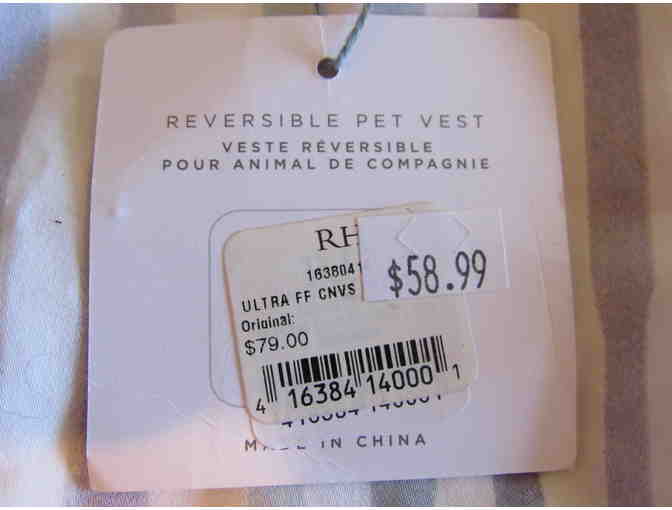 REVERSIBLE PET VEST
VESTE RÉVERSIBLE
POUR ANIMAL DE COMPAGNIE
RH
$58.99
ULTRA FF CNVS
Original:
$79.00
4 16384 14000 1
IN CHINA